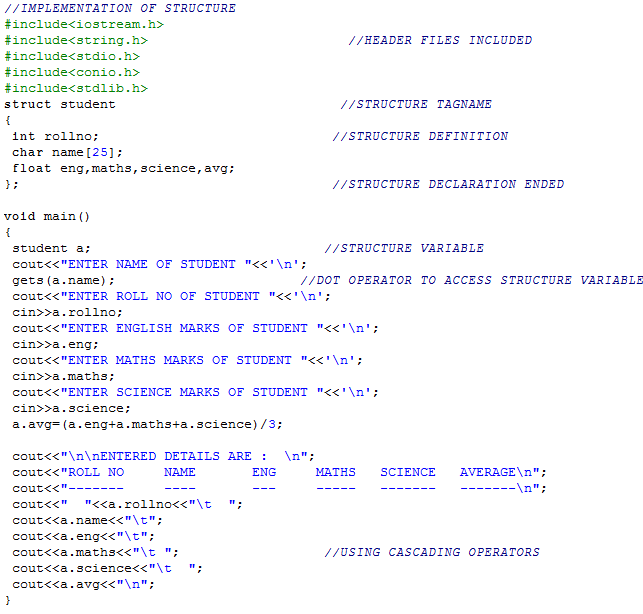 //IMPLEMENTATION OF STRUCTURE
#include<iostream.h>
#include<string.h>                         //HEADER FILES INCLUDED
#include<stdio.h>
#include<conio.h>
#include<stdlib.h>
struct student                            //STRUCTURE TAGNAME
{
 int rollno;                             //STRUCTURE DEFINITION
 char name[25];
 float eng,maths,science,avg;
};                                       //STRUCTURE DECLARATION ENDED

void main()
{
 student a;                             //STRUCTURE VARIABLE
 cout<<"ENTER NAME OF STUDENT "<<'\n';
 gets(a.name);                       //DOT OPERATOR TO ACCESS STRUCTURE VARIABLE
 cout<<"ENTER ROLL NO OF STUDENT "<<'\n';
 cin>>a.rollno;
 cout<<"ENTER ENGLISH MARKS OF STUDENT "<<'\n';
 cin>>a.eng;
 cout<<"ENTER MATHS MARKS OF STUDENT "<<'\n';
 cin>>a.maths;
 cout<<"ENTER SCIENCE MARKS OF STUDENT "<<'\n';
 cin>>a.science;
 a.avg=(a.eng+a.maths+a.science)/3;

 cout<<"\n\nENTERED DETAILS ARE :  \n";
 cout<<"ROLL NO     NAME       ENG     MATHS   SCIENCE   AVERAGE\n";
 cout<<"-------     ----       ---     -----   -------   -------\n";
 cout<<"  "<<a.rollno<<"\t  ";
 cout<<a.name<<"\t";
 cout<<a.eng<<"\t";
 cout<<a.maths<<"\t ";                  //USING CASCADING OPERATORS
 cout<<a.science<<"\t  ";
 cout<<a.avg<<"\n";
}